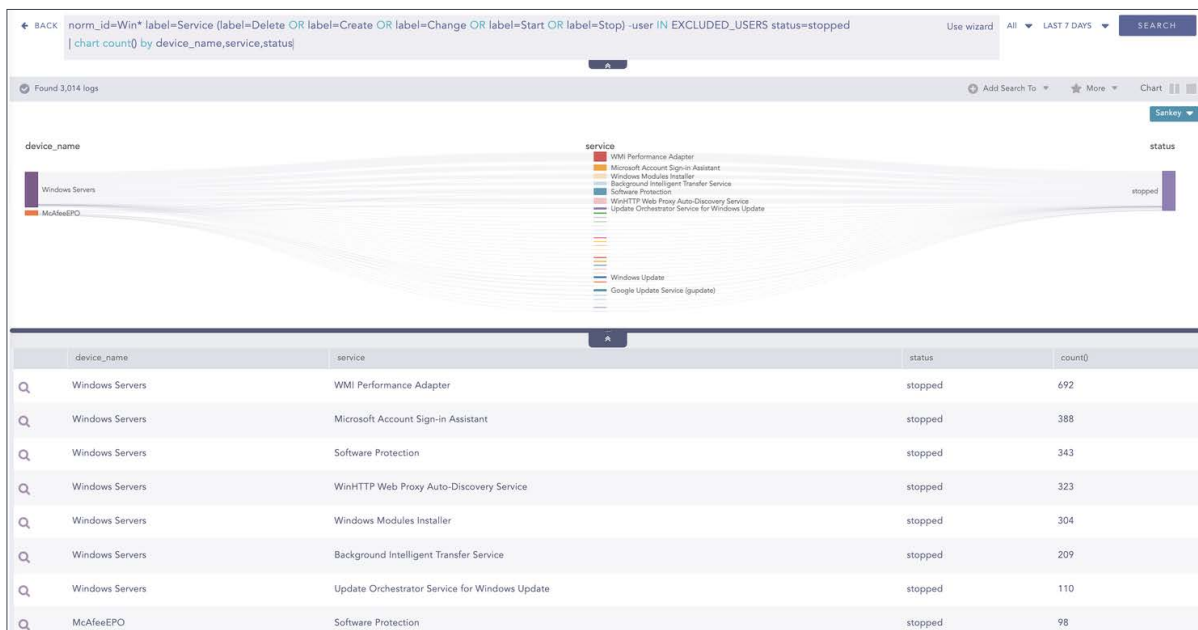 BACK
norm_id=Win* label=Service (label=Delete OR label=Create OR label=Change OR label=Start OR label=Stop) -user IN EXCLUDED_USERS status=stopped
| chart count() by device_name,service,status
Use wizard
All
LAST 7 DAYS
SEARCH
Found 3,014 logs
Add Search To
More
Chart
Sankey
device_name
service
status
WMI Performance Adapter
Microsoft Account Sign-in Assistant
Windows Modules Installer
Background Intelligent Transfer Service
Software Protection
WinHTTP Web Proxy Auto-Discovery Service
Update Orchestrator Service for Windows Update
Windows Servers
stopped
McAfeeEPO
Windows Update
Google Update Service (gupdate)
device_name service status count()
Windows Servers WMI Performance Adapter stopped 692
Windows Servers Microsoft Account Sign-in Assistant stopped 388
Windows Servers Software Protection stopped 343
Windows Servers WinHTTP Web Proxy Auto-Discovery Service stopped 323
Windows Servers Windows Modules Installer stopped 304
Windows Servers Background Intelligent Transfer Service stopped 209
Windows Servers Update Orchestrator Service for Windows Update stopped 110
McAfeeEPO Software Protection stopped 98